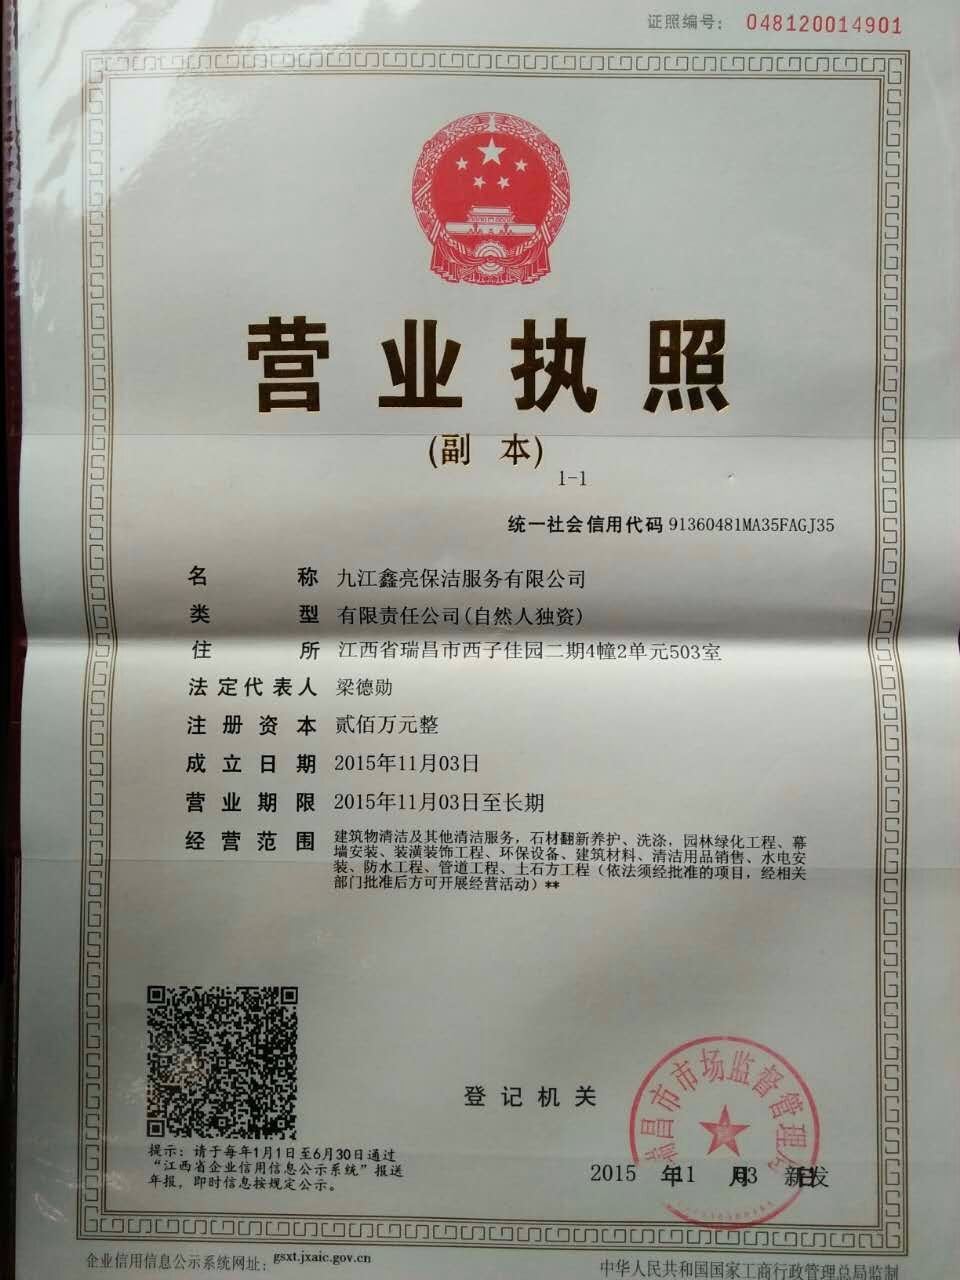 证照编号： 048120014901
营业执照
(副 本)
1-1
统一社会信用代码 91360481MA35FAGJ35
名 称 九江鑫亮保洁服务有限公司
类 型 有限责任公司(自然人独资)
住 所 江西省瑞昌市西子佳园二期4幢2单元503室
法定代表人 梁德勋
注册资本 贰佰万元整
成立日期 2015年11月03日
营业期限 2015年11月03日至长期
经营范围 建筑物清洁及其他清洁服务，石材翻新养护、洗涤，园林绿化工程、幕
墙安装、装潢装饰工程、环保设备、建筑材料、清洁用品销售、水电安
装、防水工程、管道工程、土石方工程（依法须经批准的项目，经相关
部门批准后方可开展经营活动）**
登记机关
昌市市场监督管理
2015 年11 月03 日 新发
提示：请于每年1月1日至6月30日通过
“江西省企业信用信息公示系统”报送
年报，即时信息按规定公示。
企业信用信息公示系统网址： gsxt.jxaic.gov.cn
中华人民共和国国家工商行政管理总局监制